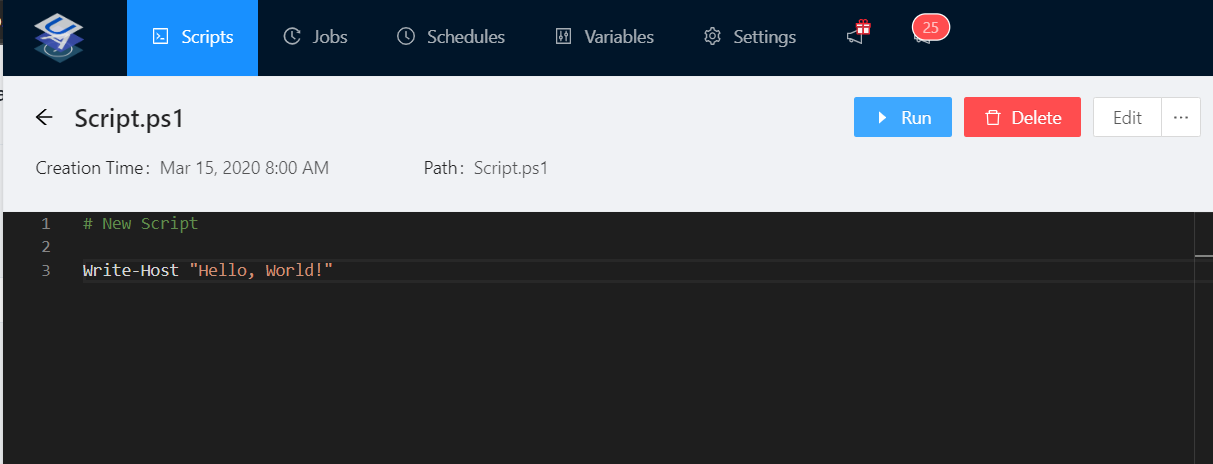 Scripts Jobs Schedules Variables Settings 25
Script.ps1 Run Delete Edit ···
Creation Time: Mar 15, 2020 8:00 AM Path: Script.ps1
1 # New Script
2
3 Write-Host "Hello, World!"